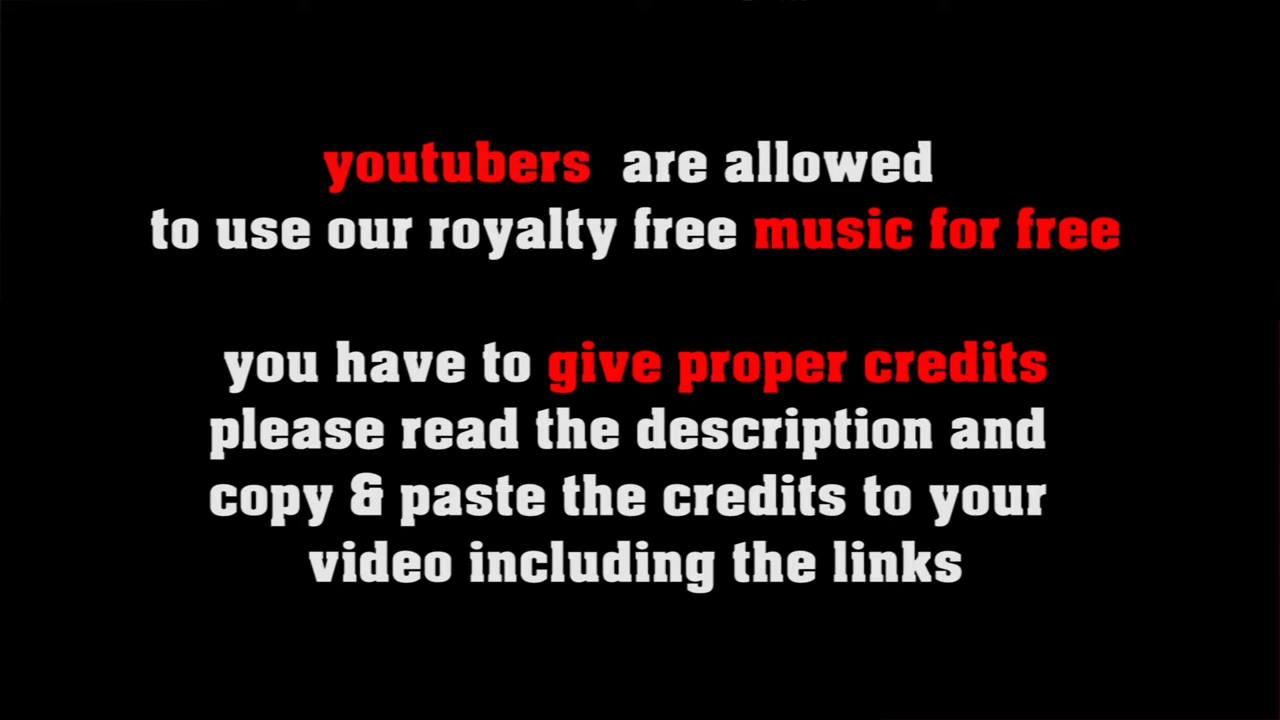 youtubers are allowed
to use our royalty free music for free
you have to give proper credits
please read the description and
copy & paste the credits to your
video including the links